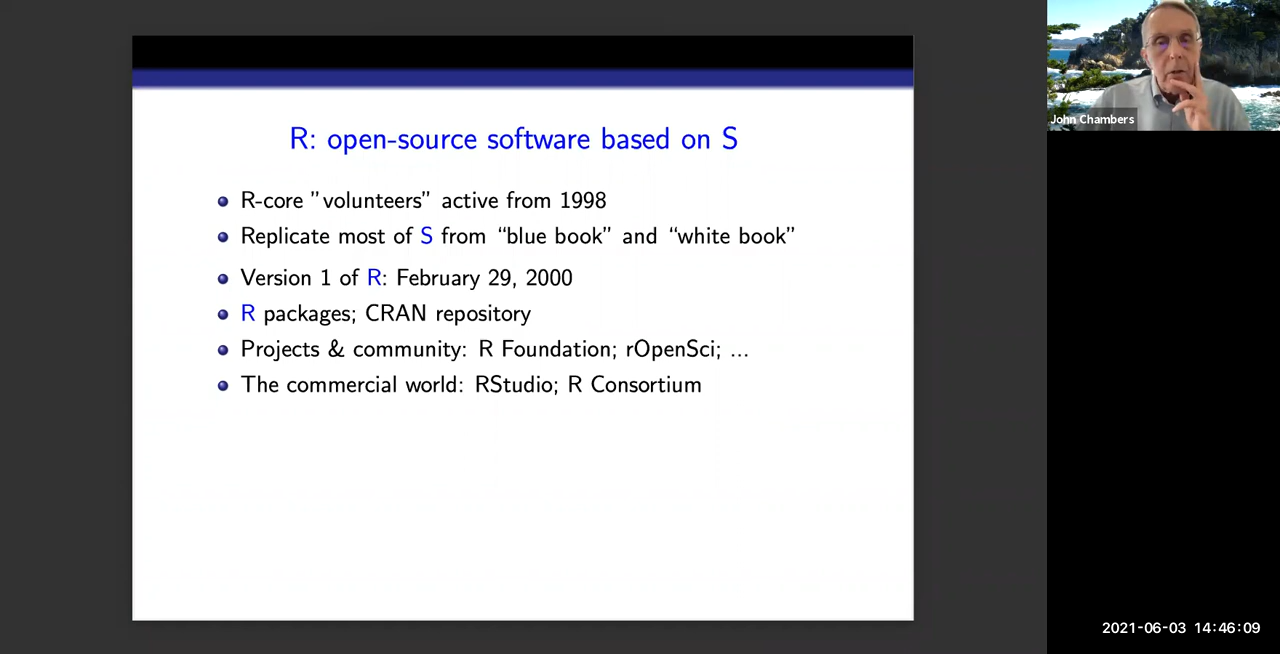 R: open-source software based on S
R-core ”volunteers” active from 1998
Replicate most of S from “blue book” and “white book”
Version 1 of R: February 29, 2000
R packages; CRAN repository
Projects & community: R Foundation; rOpenSci; ...
The commercial world: RStudio; R Consortium
John Chambers
2021-06-03 14:46:09